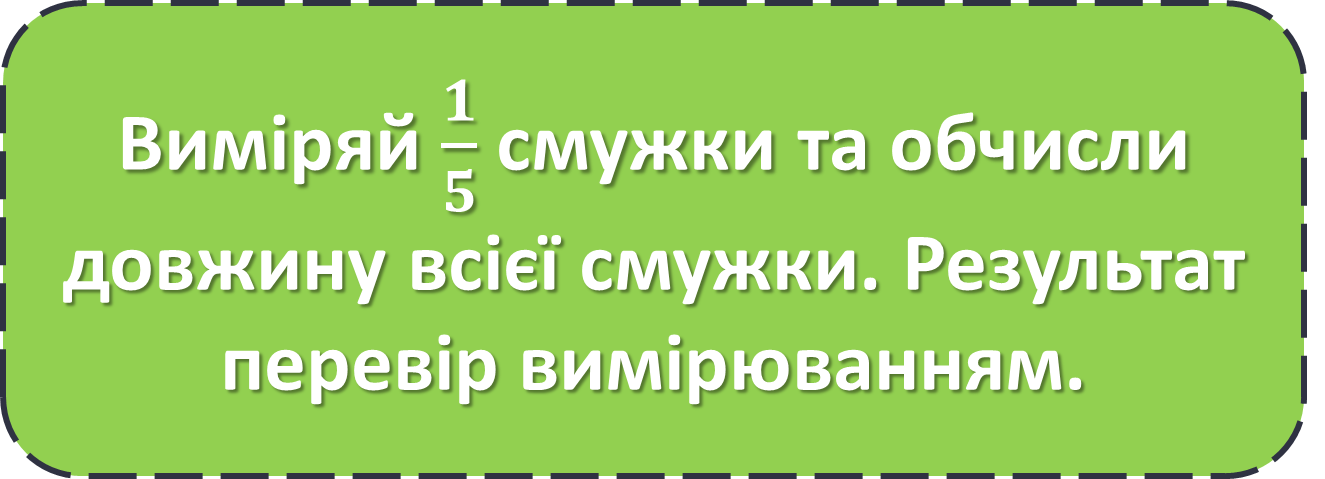 Виміряй 1/5 смужки та обчисли
довжину всієї смужки. Результат
перевір вимірюванням.